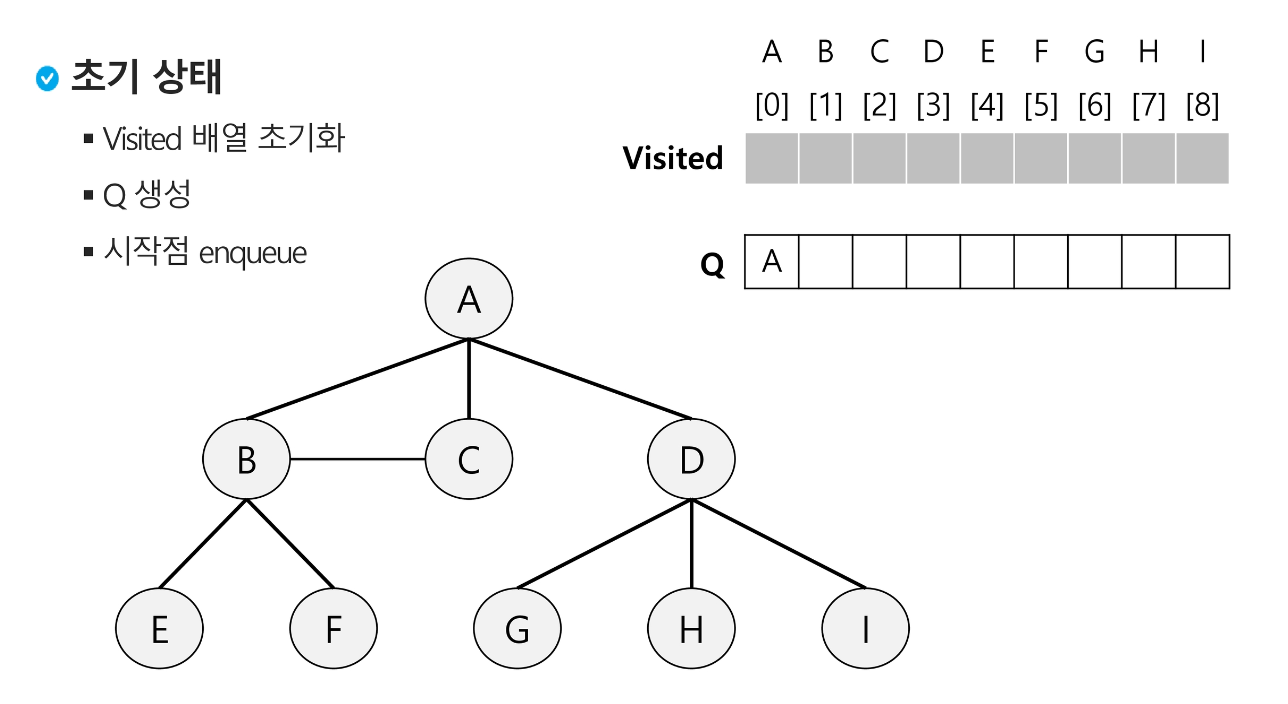 초기 상태
▪ Visited 배열 초기화
▪ Q 생성
▪ 시작점 enqueue
A B C D E F G H I
[0] [1] [2] [3] [4] [5] [6] [7] [8]
Visited
Q A
A
B C D
E F G H I